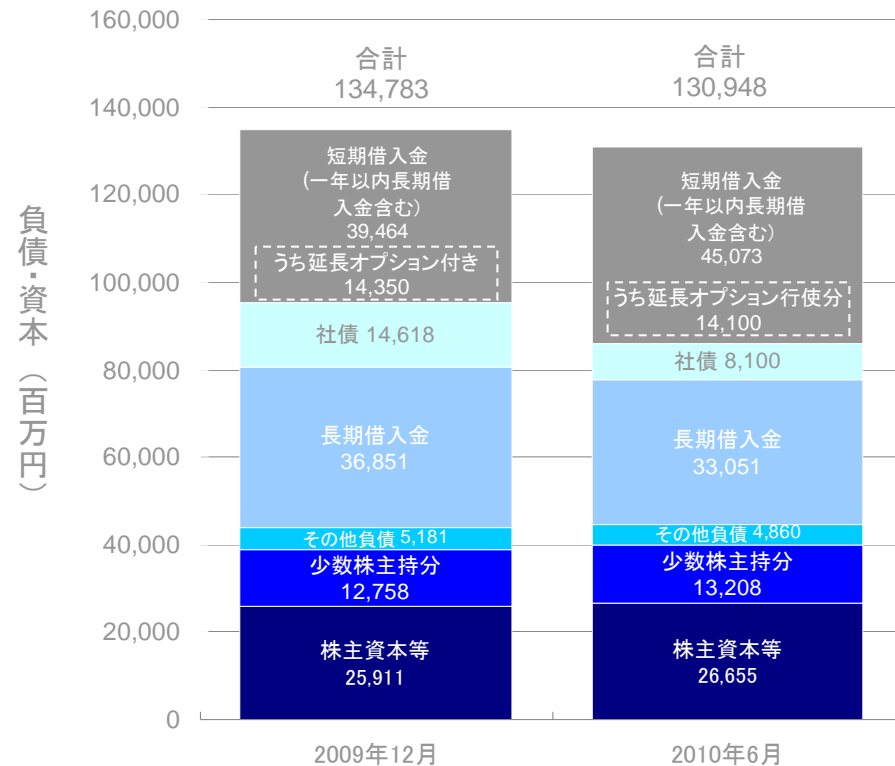 160,000
140,000
120,000
100,000
80,000
60,000
40,000
20,000
0
負債・資本（百万円）
合計
134,783
短期借入金
(一年以内長期借
入金含む)
39,464
うち延長オプション付き
14,350
社債 14,618
長期借入金
36,851
その他負債 5,181
少数株主持分
12,758
株主資本等
25,911
2009年12月
合計
130,948
短期借入金
(一年以内長期借
入金含む)
45,073
うち延長オプション行使分
14,100
社債 8,100
長期借入金
33,051
その他負債 4,860
少数株主持分
13,208
株主資本等
26,655
2010年6月